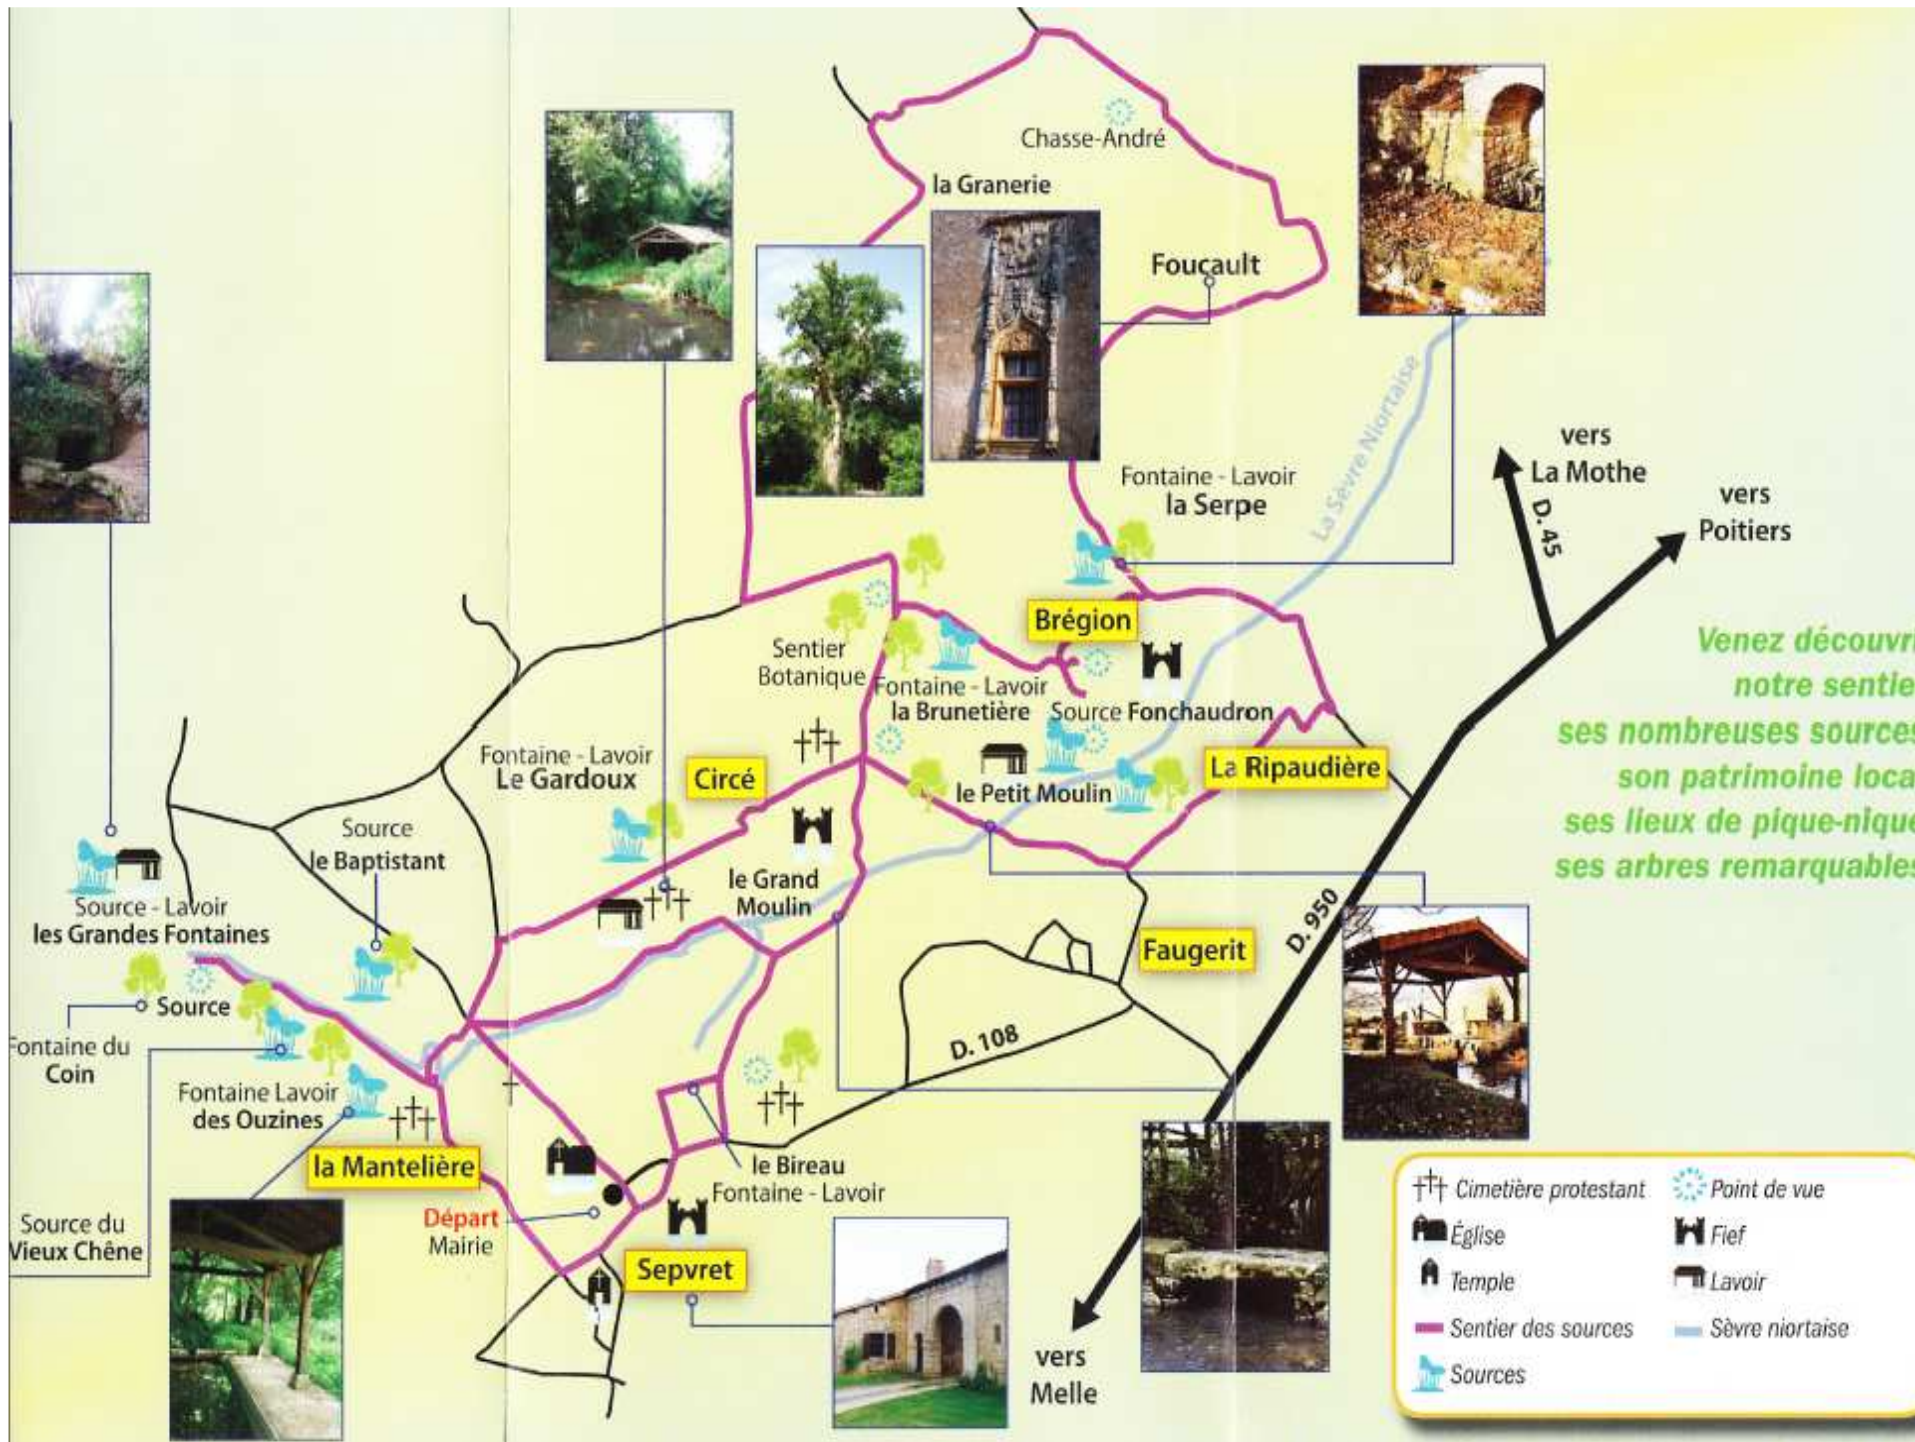 Chasse-André
la Granerie
Foucault
La Sèvre Niortaise
Fontaine - Lavoir
la Serpe
vers
La Mothe
vers
Poitiers
D. 45
Brégion
Sentier
Botanique
Fontaine - Lavoir
la Brunetière
Source Fonchaudron
Venez découvri
notre sentie
ses nombreuses sources
son patrimoine loca
ses lieux de pique-nique
ses arbres remarquables
Fontaine - Lavoir
Le Gardoux
Circé
le Petit Moulin
La Ripaudière
Source
le Baptistant
le Grand
Moulin
Source - Lavoir
les Grandes Fontaines
Faugerit
D. 950
Source
Fontaine du
Coin
D. 108
Fontaine Lavoir
des Ouzines
la Mantelière
le Bireau
Fontaine - Lavoir
Source du
Vieux Chêne
Départ
Mairie
Sepvret
vers
Melle
Cimetière protestant
Point de vue
Église
Fief
Temple
Lavoir
Sentier des sources
Sèvre niortaise
Sources